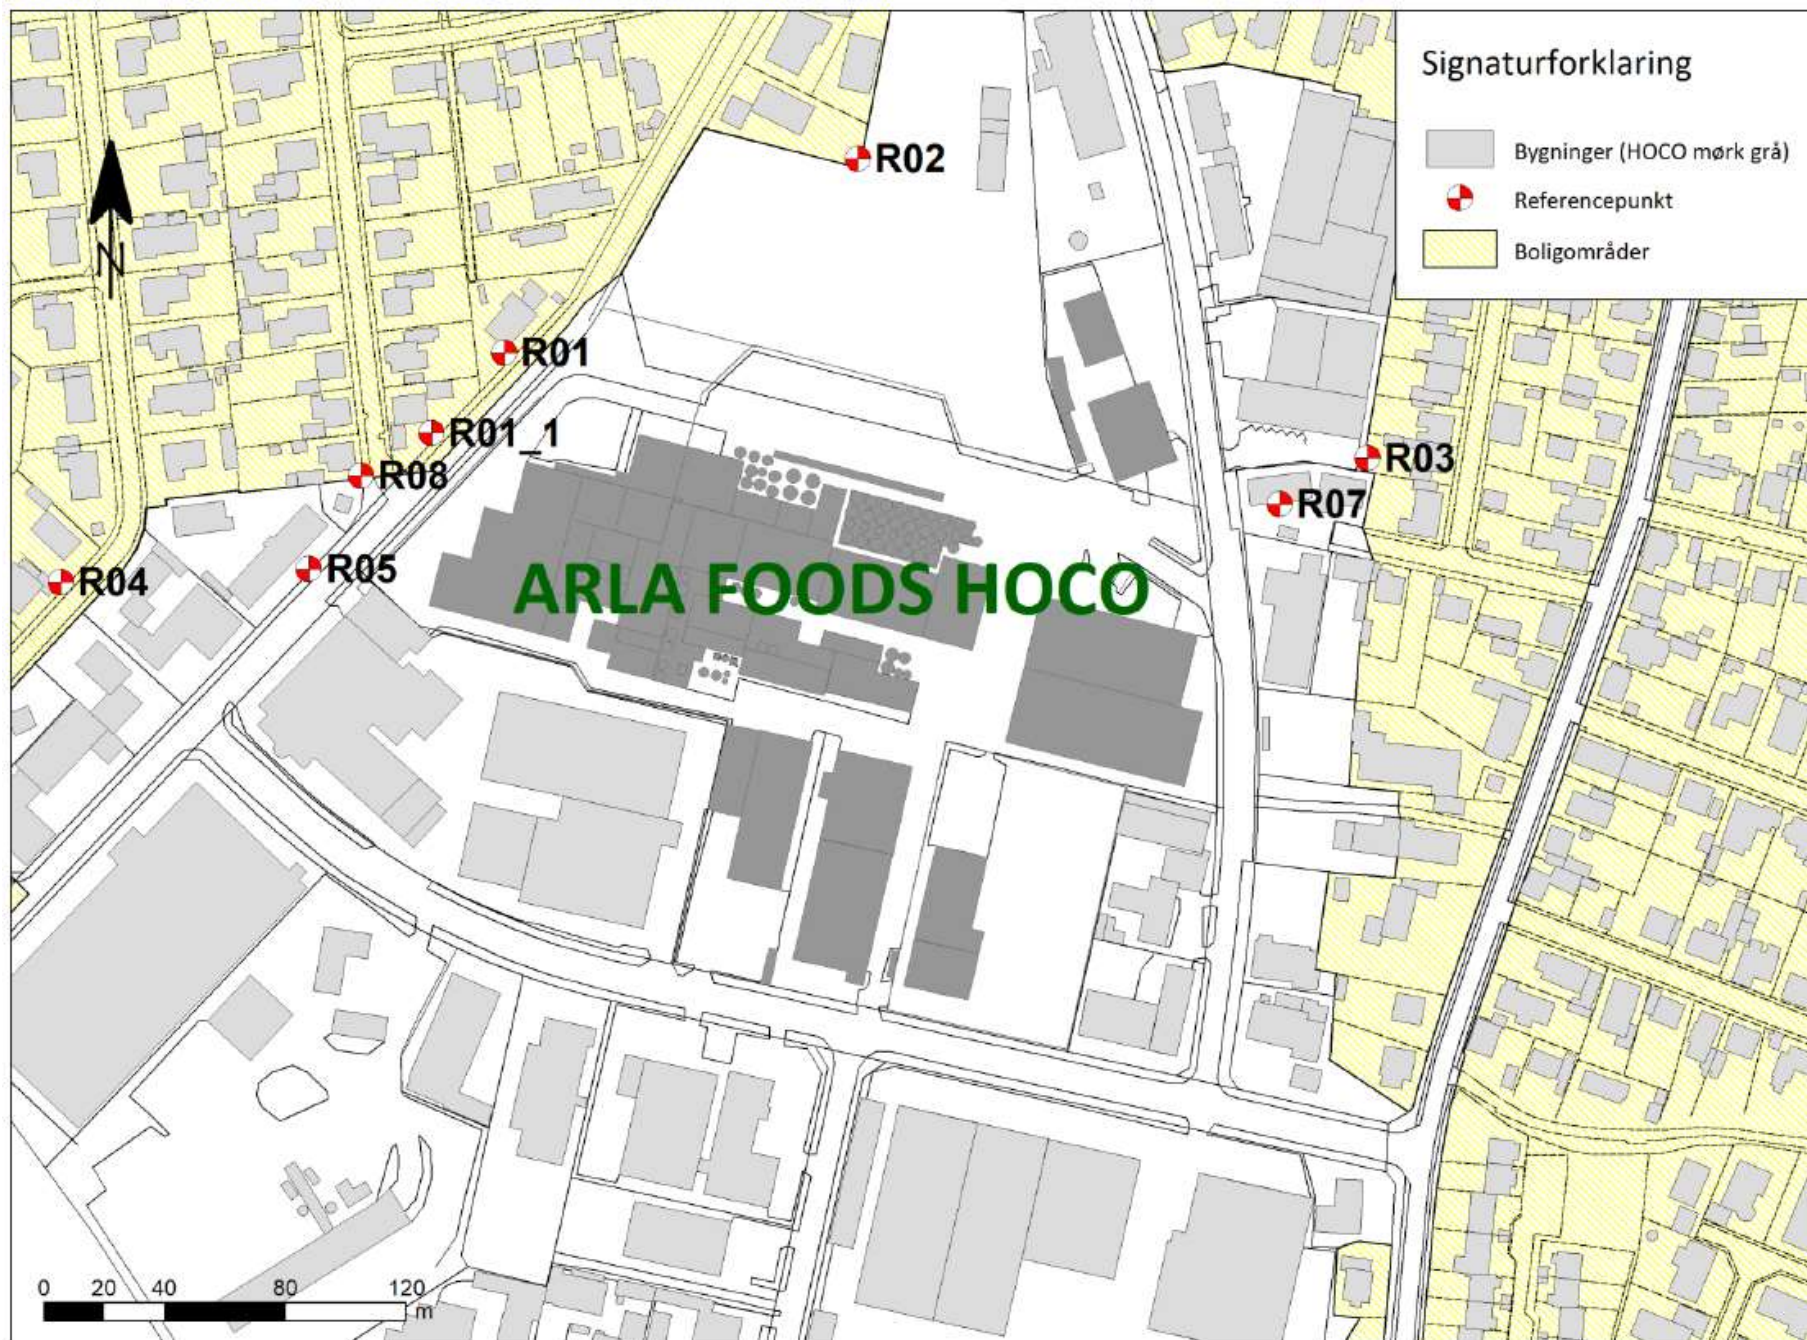 Signaturforklaring
Bygninger (HOCO mørk grå)
Referencepunkt
Boligområder
N
R02
R01
R01_1
R08
R03
R07
R05
R04
ARLA FOODS HOCO
0 20 40 80 120
m